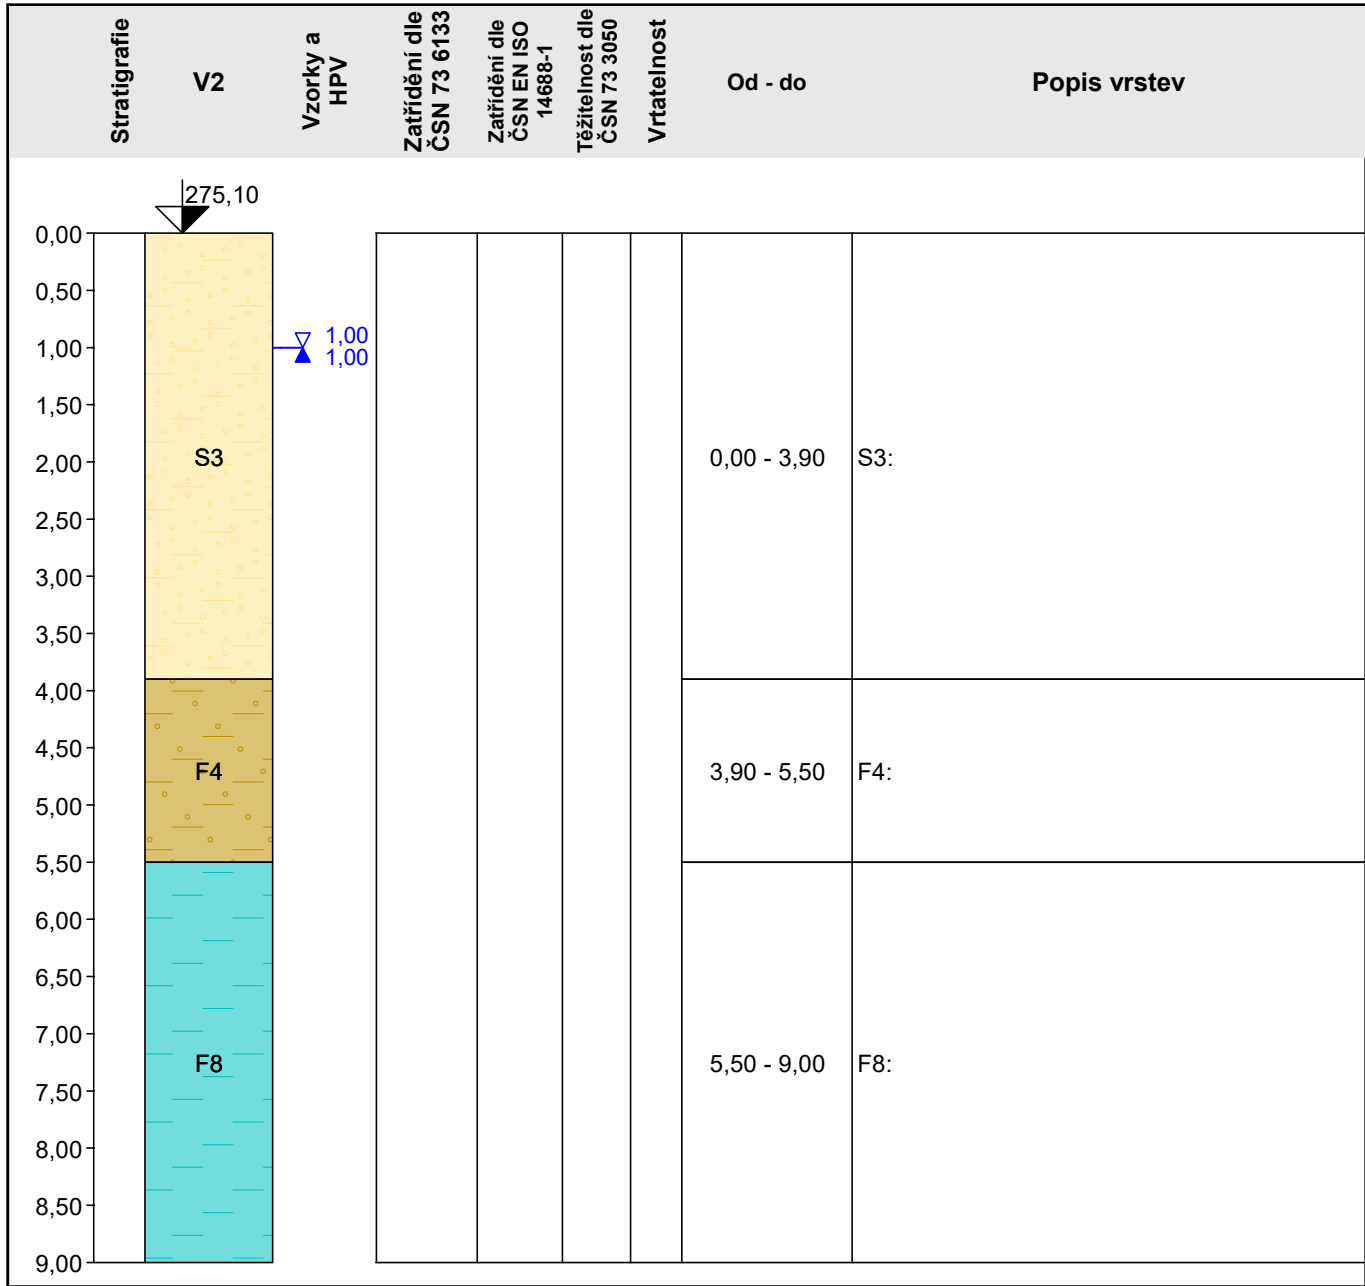 Stratigrafie
V2
Vzorky a
HPV
Zatřídění dle
ČSN 73 6133
Zatřídění dle
ČSN EN ISO
14688-1
Těžitelnost dle
ČSN 73 3050
Vrtatelnost
Od - do
Popis vrstev
275,10
0,00
0,50
1,00
1,50
2,00
2,50
3,00
3,50
4,00
4,50
5,00
5,50
6,00
6,50
7,00
7,50
8,00
8,50
9,00
1,00
1,00
S3
0,00 - 3,90
S3:
F4
3,90 - 5,50
F4:
F8
5,50 - 9,00
F8: